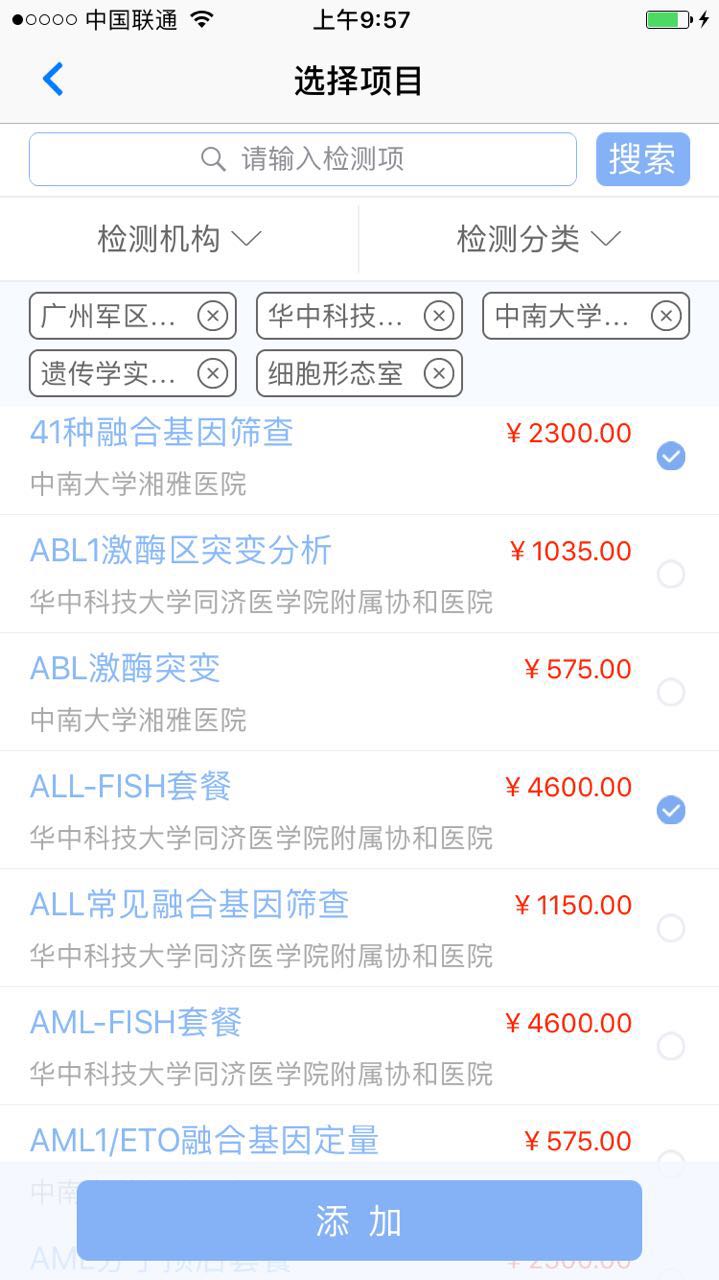 中国联通 上午9:57
选择项目
请输入检测项 搜索
检测机构 检测分类
广州军区... 华中科技... 中南大学...
遗传学实... 细胞形态室
41种融合基因筛查 ¥ 2300.00
中南大学湘雅医院
ABL1激酶区突变分析 ¥ 1035.00
华中科技大学同济医学院附属协和医院
ABL激酶突变 ¥ 575.00
中南大学湘雅医院
ALL-FISH套餐 ¥ 4600.00
华中科技大学同济医学院附属协和医院
ALL常见融合基因筛查 ¥ 1150.00
华中科技大学同济医学院附属协和医院
AML-FISH套餐 ¥ 4600.00
华中科技大学同济医学院附属协和医院
AML1/ETO融合基因定量 ¥ 575.00
中南
添 加